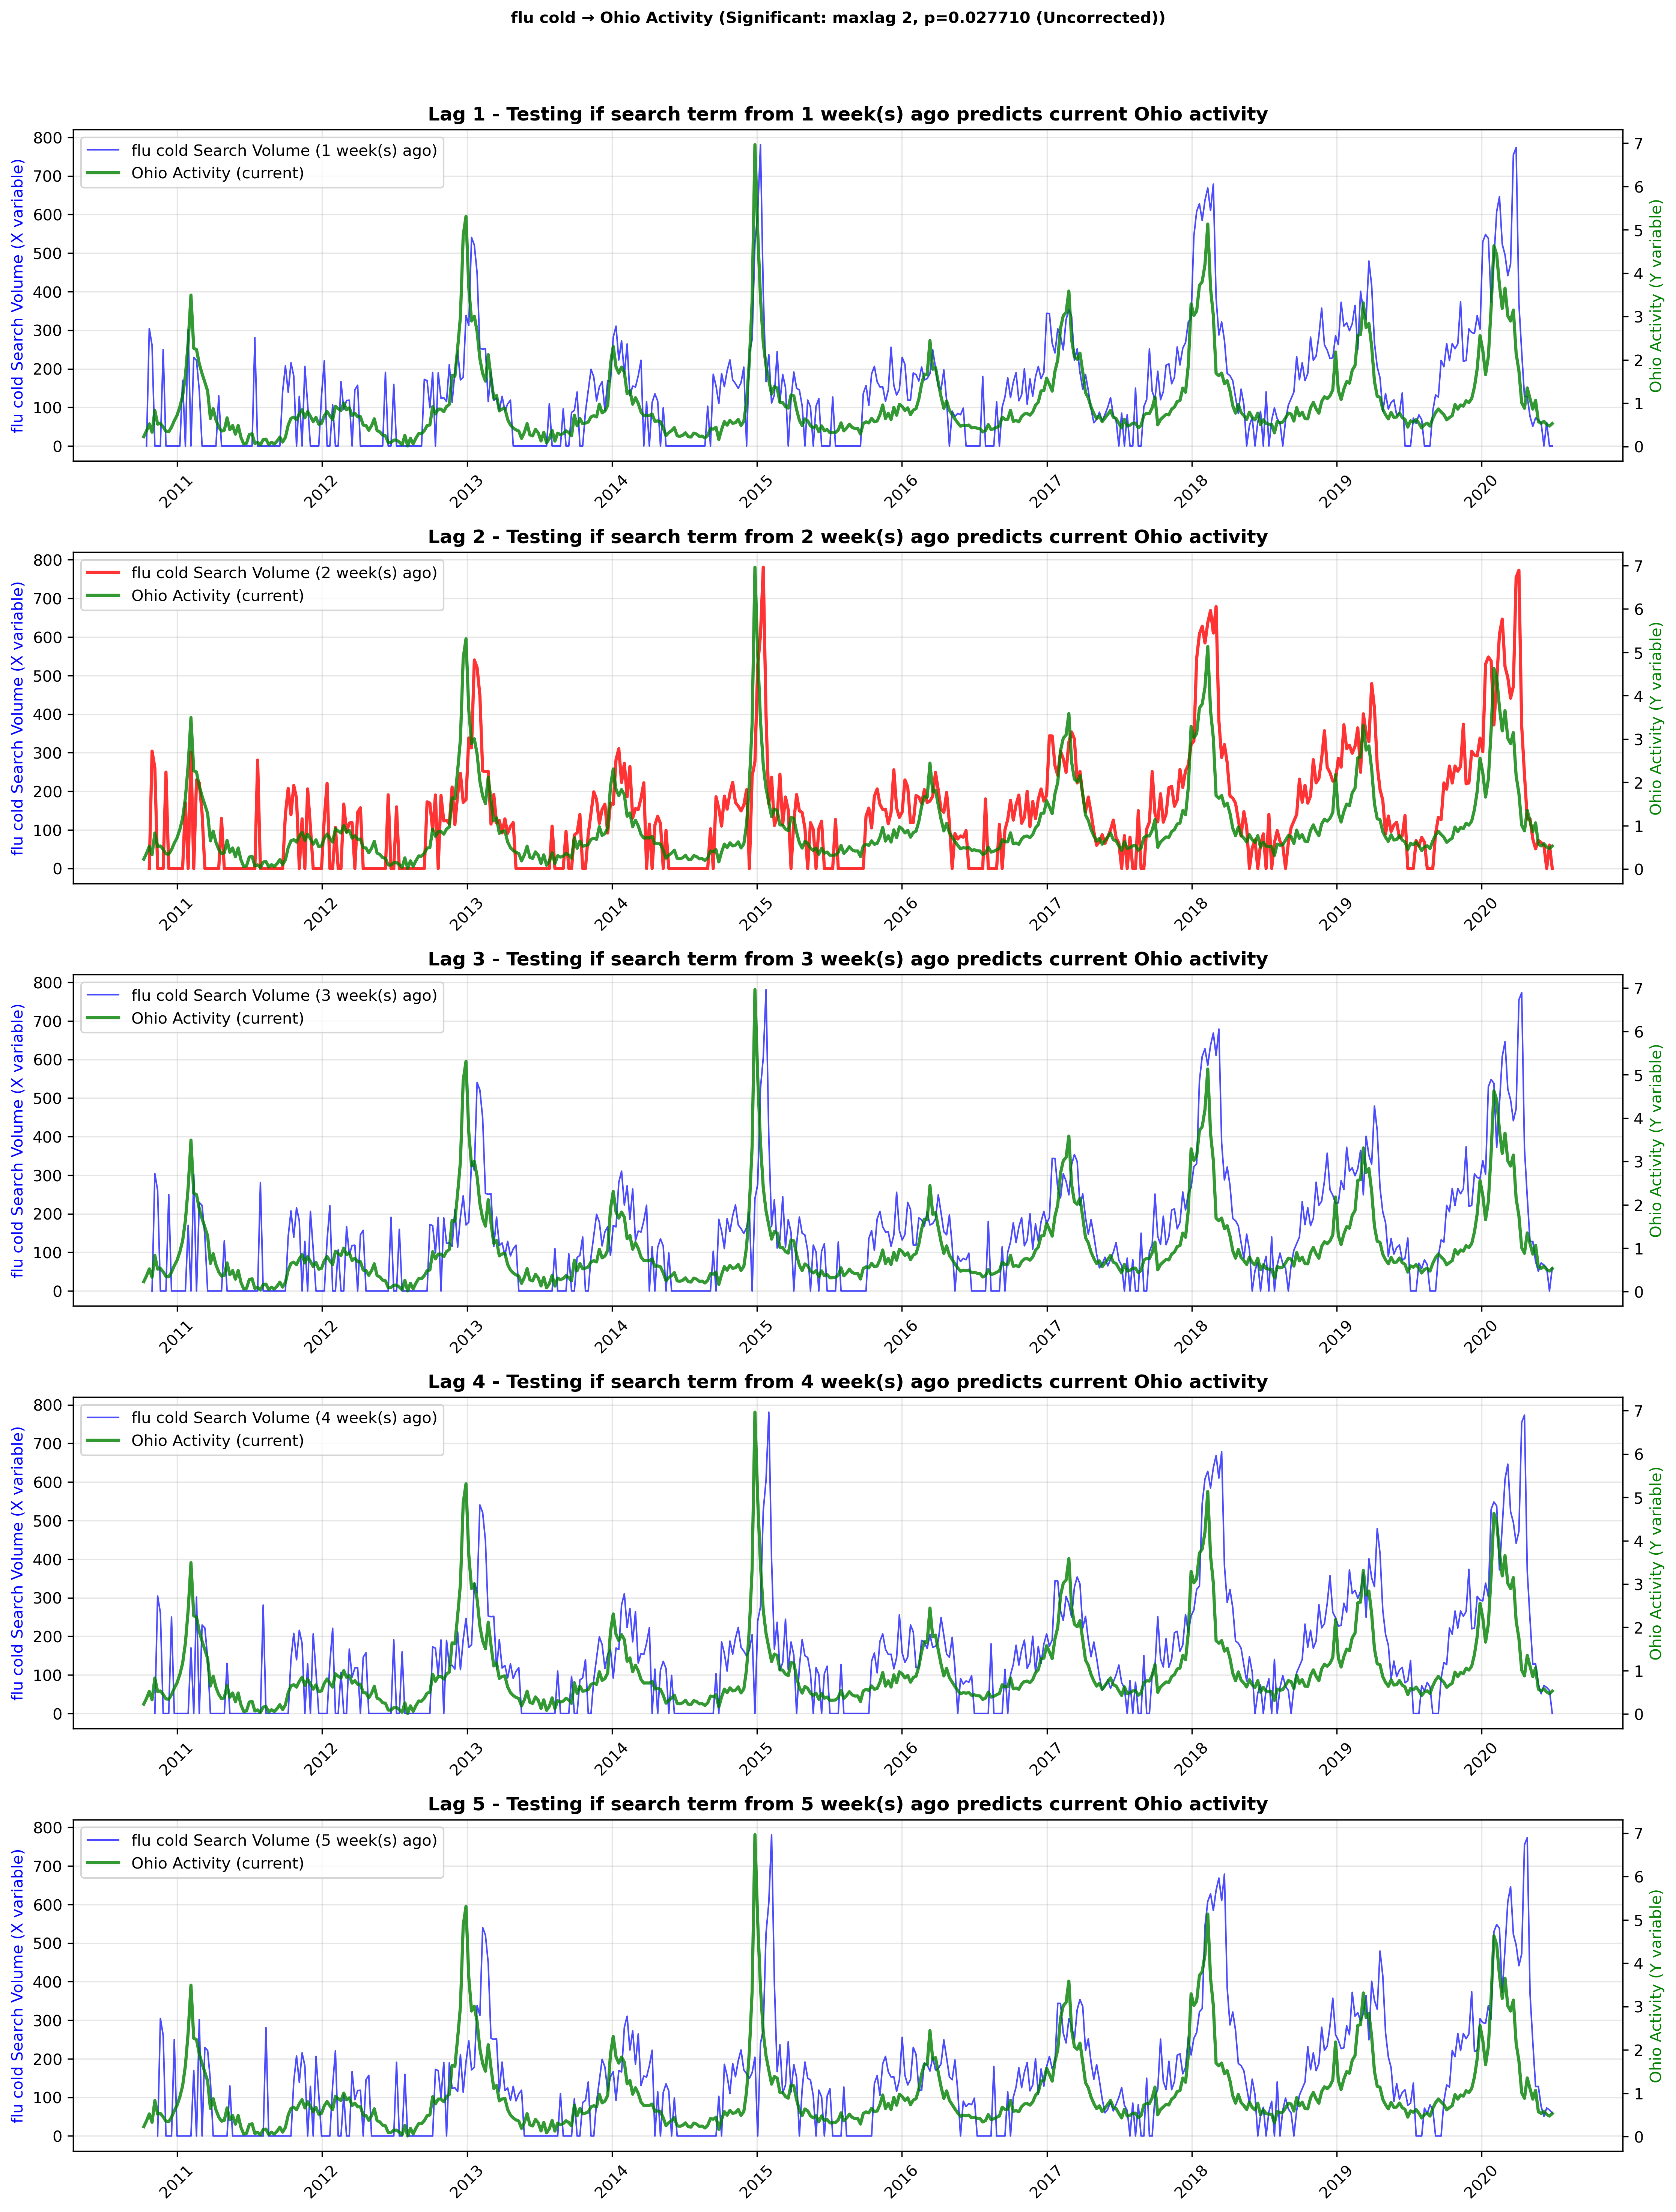 flu cold → Ohio Activity (Significant: maxlag 2, p=0.027710 (Uncorrected))
Lag 1 - Testing if search term from 1 week(s) ago predicts current Ohio activity
flu cold Search Volume (1 week(s) ago)
Ohio Activity (current)
flu cold Search Volume (X variable)
800
700
600
500
400
300
200
100
0
Ohio Activity (Y variable)
7
6
5
4
3
2
1
0
2011 2012 2013 2014 2015 2016 2017 2018 2019 2020
Lag 2 - Testing if search term from 2 week(s) ago predicts current Ohio activity
flu cold Search Volume (2 week(s) ago)
Ohio Activity (current)
flu cold Search Volume (X variable)
800
700
600
500
400
300
200
100
0
Ohio Activity (Y variable)
7
6
5
4
3
2
1
0
2011 2012 2013 2014 2015 2016 2017 2018 2019 2020
Lag 3 - Testing if search term from 3 week(s) ago predicts current Ohio activity
flu cold Search Volume (3 week(s) ago)
Ohio Activity (current)
flu cold Search Volume (X variable)
800
700
600
500
400
300
200
100
0
Ohio Activity (Y variable)
7
6
5
4
3
2
1
0
2011 2012 2013 2014 2015 2016 2017 2018 2019 2020
Lag 4 - Testing if search term from 4 week(s) ago predicts current Ohio activity
flu cold Search Volume (4 week(s) ago)
Ohio Activity (current)
flu cold Search Volume (X variable)
800
700
600
500
400
300
200
100
0
Ohio Activity (Y variable)
7
6
5
4
3
2
1
0
2011 2012 2013 2014 2015 2016 2017 2018 2019 2020
Lag 5 - Testing if search term from 5 week(s) ago predicts current Ohio activity
flu cold Search Volume (5 week(s) ago)
Ohio Activity (current)
flu cold Search Volume (X variable)
800
700
600
500
400
300
200
100
0
Ohio Activity (Y variable)
7
6
5
4
3
2
1
0
2011 2012 2013 2014 2015 2016 2017 2018 2019 2020